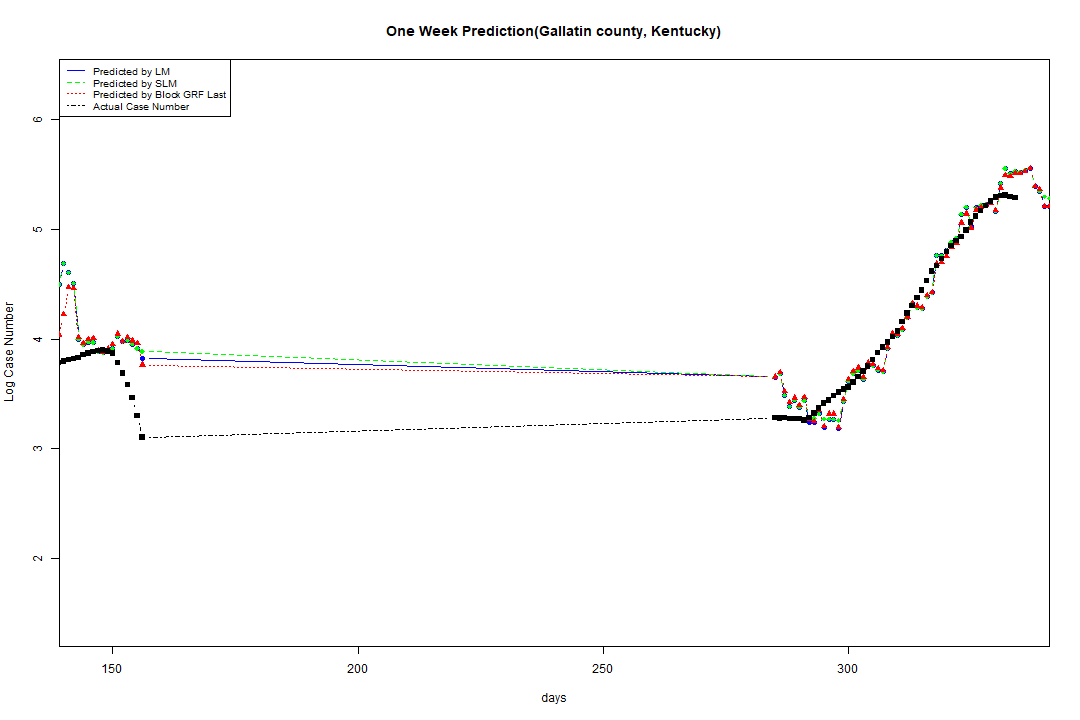 One Week Prediction(Gallatin county, Kentucky)
Predicted by LM
Predicted by SLM
Predicted by Block GRF Last
Actual Case Number
6
5
4
3
2
Log Case Number
150 200 250 300
days